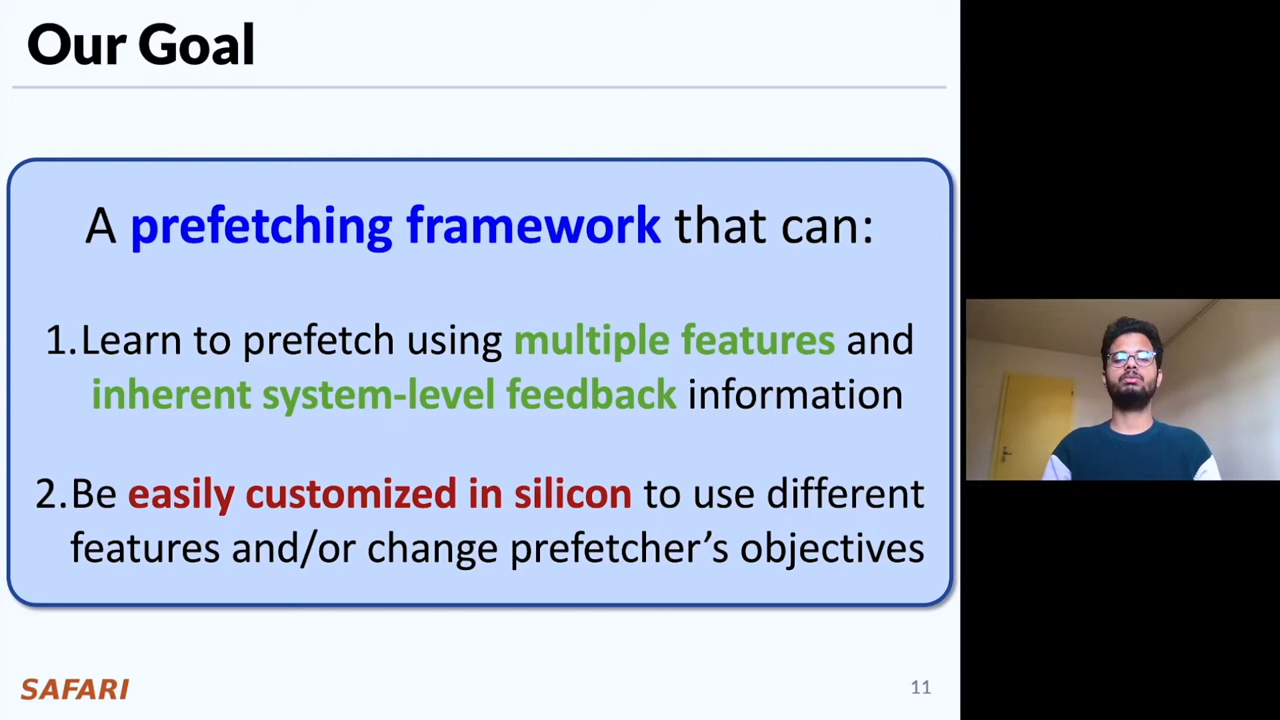 Our Goal
A prefetching framework that can:
1.Learn to prefetch using multiple features and
inherent system-level feedback information
2.Be easily customized in silicon to use different
features and/or change prefetcher’s objectives
SAFARI
11